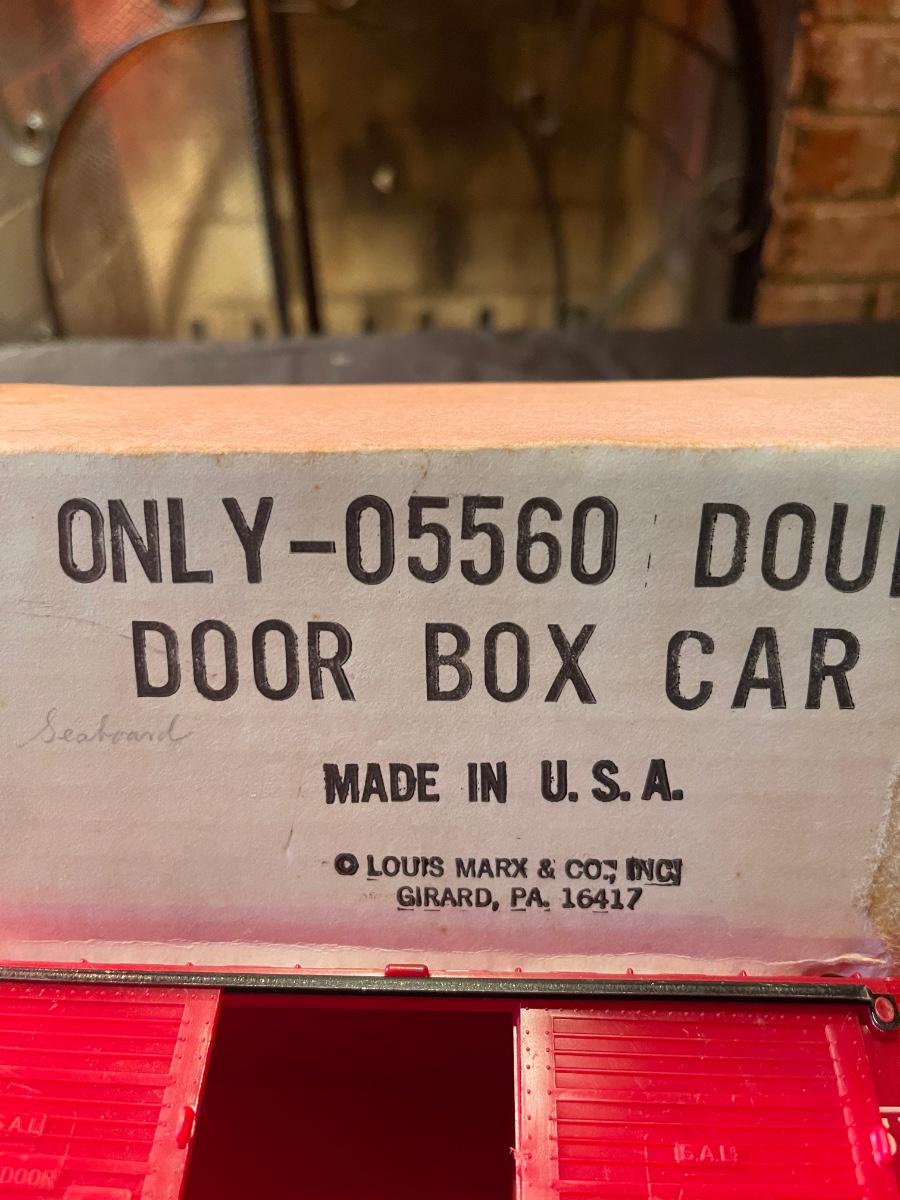 ONLY-05560 DOU
DOOR BOX CAR
Seaboard
MADE IN U.S.A.
© LOUIS MARX & CO., INC.
GIRARD, PA. 16417
S.A.L.
DOOR
S.A.L.